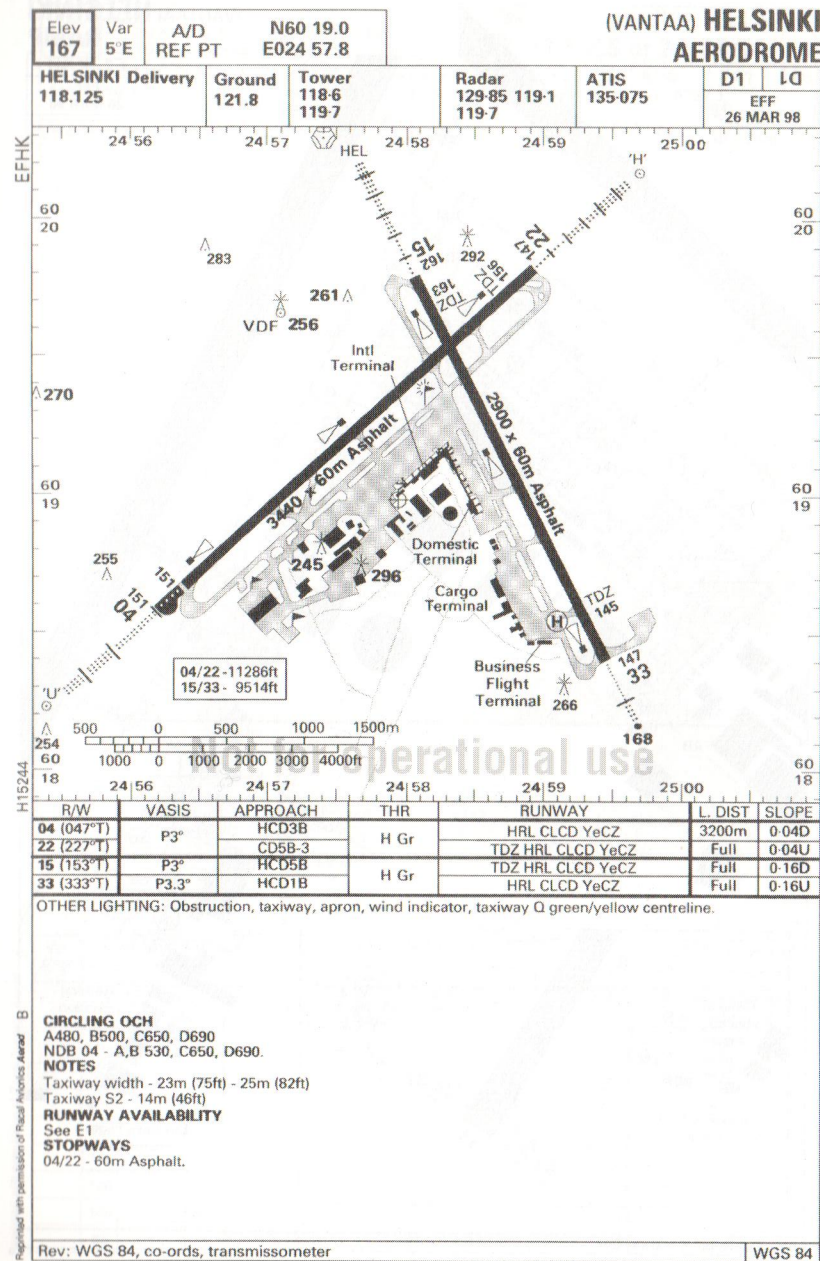 Elev
167
Var
5°E
A/D
REF PT
N60 19.0
E024 57.8
(VANTAA) HELSINKI
AERODROME
HELSINKI Delivery
118.125
Ground
121.8
Tower
118·6
119·7
Radar
129·85 119·1
119·7
ATIS
135·075
D1
D1
EFF
26 MAR 98
EFHK
24 56
24 57
24 58
24 59
25 00
HEL
'H'
60
20
60
20
283
VDF 256
261
292
15
162
22
147
TDZ
163
TDZ
156
Intl
Terminal
270
2900 x 60m Asphalt
3440 x 60m Asphalt
60
19
60
19
255
245
296
Domestic
Terminal
Cargo
Terminal
151
151
04
TDZ
145
H
147
33
Business
Flight
Terminal
266
168
'U'
254
04/22 -11286ft
15/33 - 9514ft
500 0 500 1000 1500m
1000 0 1000 2000 3000 4000ft
Not for operational use
60
18
60
18
24 56
24 57
24 58
24 59
25 00
H15244
R/W VASIS APPROACH THR RUNWAY L. DIST SLOPE
04 (047°T) P3° HCD3B H Gr HRL CLCD YeCZ 3200m 0·04D
22 (227°T) CD5B-3 TDZ HRL CLCD YeCZ Full 0·04U
15 (153°T) P3° HCD5B H Gr TDZ HRL CLCD YeCZ Full 0·16D
33 (333°T) P3.3° HCD1B HRL CLCD YeCZ Full 0·16U
OTHER LIGHTING: Obstruction, taxiway, apron, wind indicator, taxiway Q green/yellow centreline.
CIRCLING OCH
A480, B500, C650, D690
NDB 04 - A,B 530, C650, D690.
NOTES
Taxiway width - 23m (75ft) - 25m (82ft)
Taxiway S2 - 14m (46ft)
RUNWAY AVAILABILITY
See E1
STOPWAYS
04/22 - 60m Asphalt.
Reprinted with permission of Racal Avionics Aerad B
Rev: WGS 84, co-ords, transmissometer
WGS 84